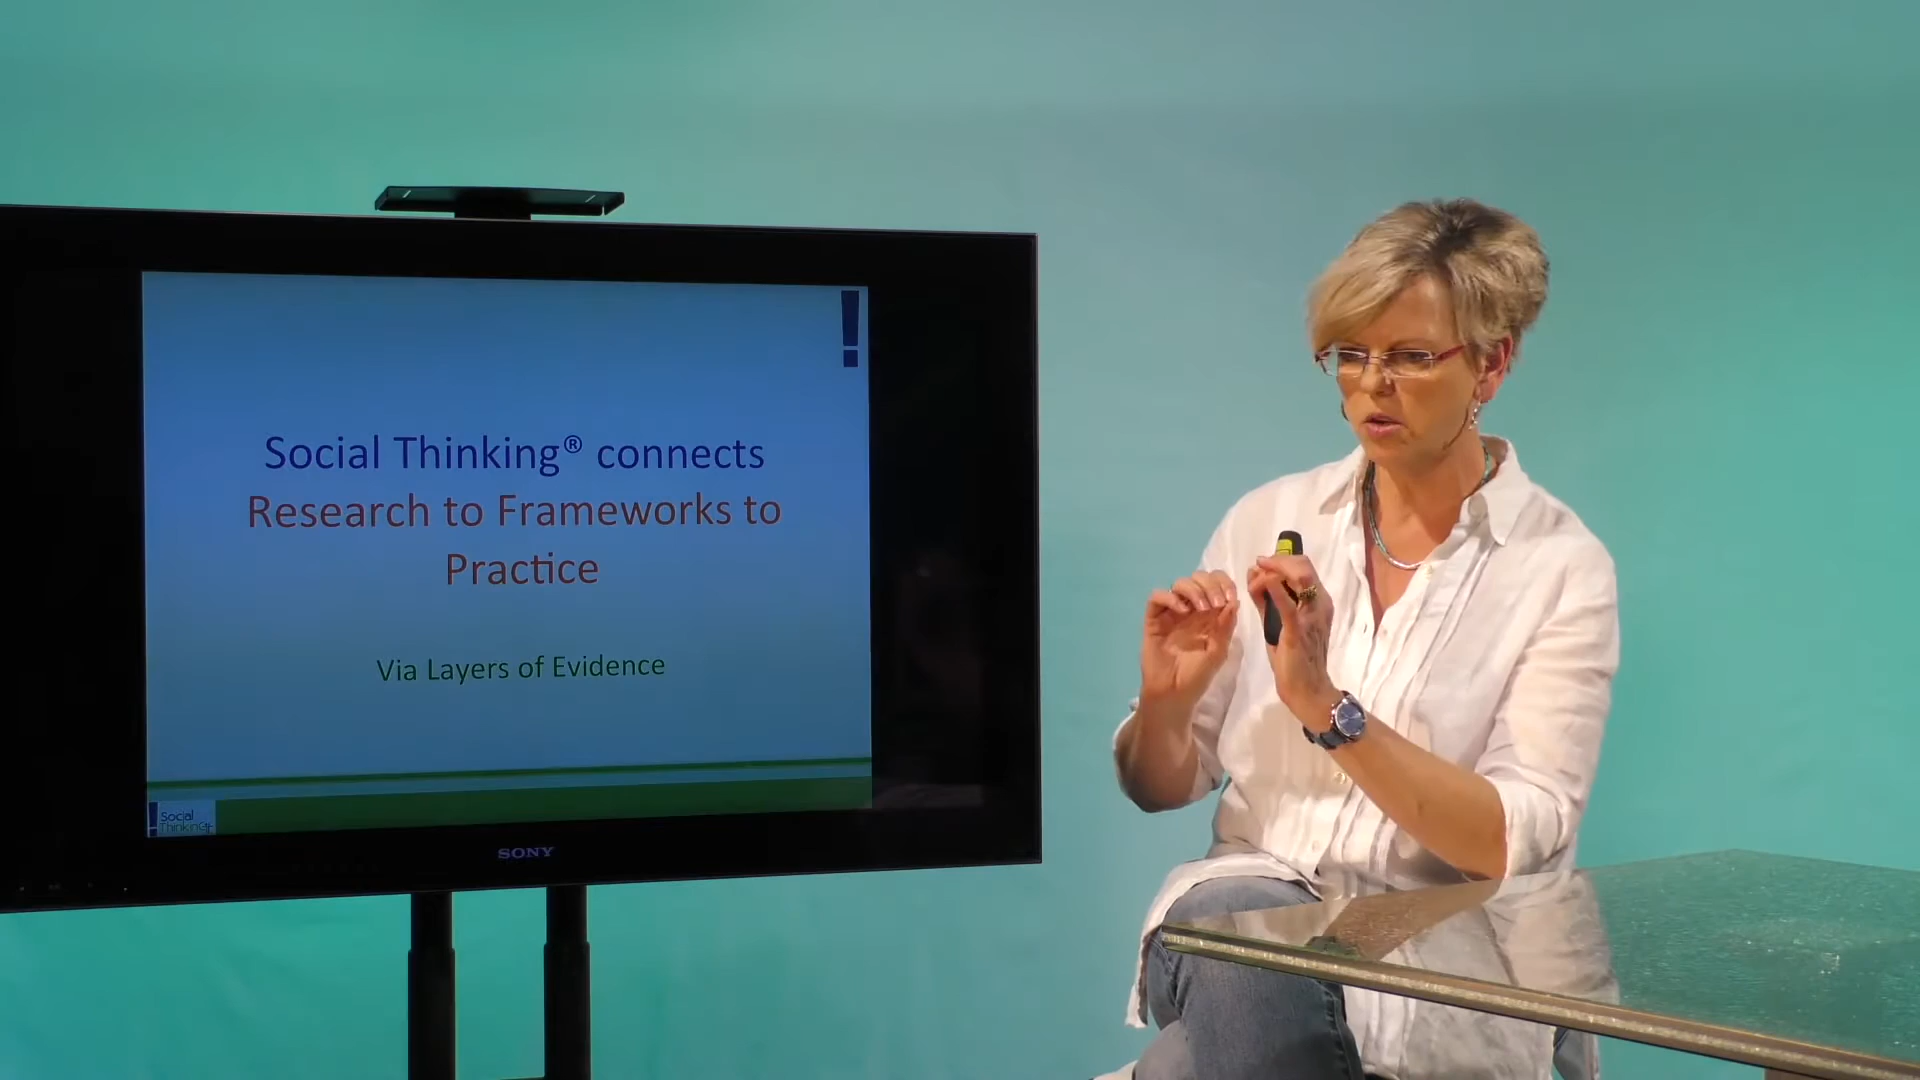 !
Social Thinking® connects
Research to Frameworks to
Practice
Via Layers of Evidence
Social
Thinking
SONY